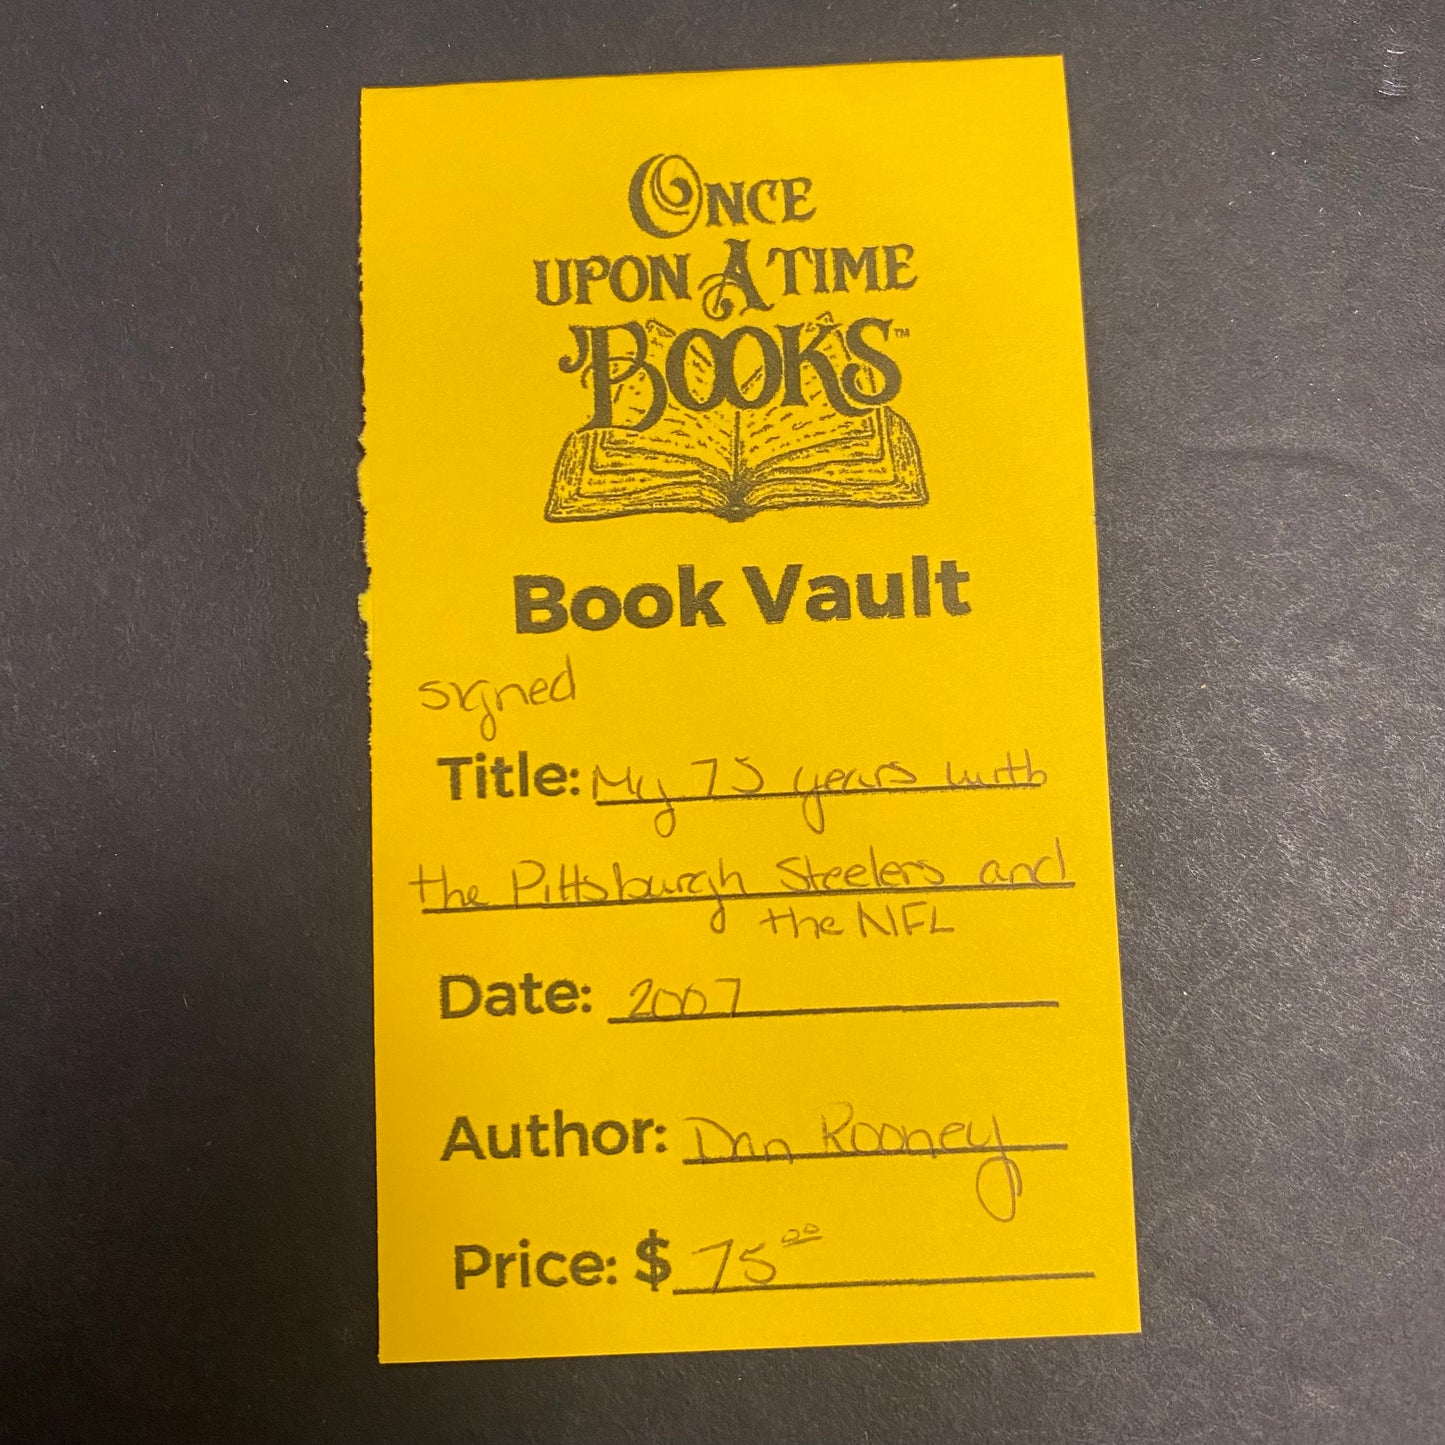 ONCE
UPON A TIME
BOOKS™
Book Vault
signed
Title: My 75 years with
the Pittsburgh Steelers and
the NFL
Date: 2007
Author: Dan Rooney
Price: $ 75.00